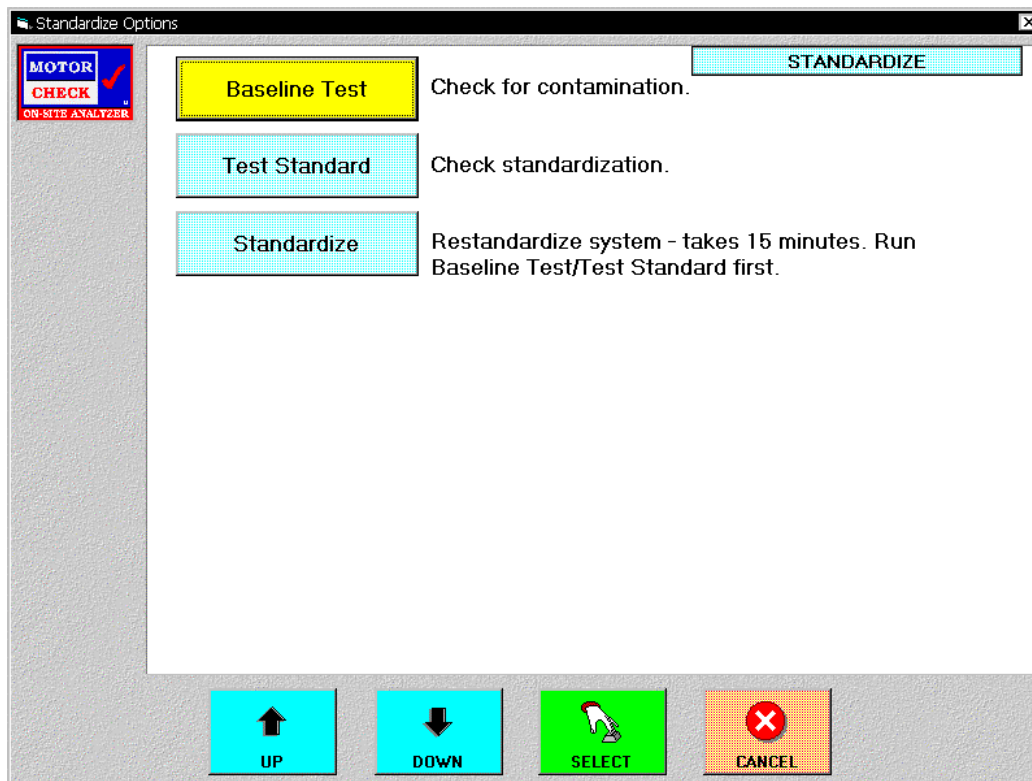 Standardize Options
MOTOR
CHECK
ON-SITE ANALYZER
STANDARDIZE
Baseline Test
Check for contamination.
Test Standard
Check standardization.
Standardize
Restandardize system - takes 15 minutes. Run
Baseline Test/Test Standard first.
UP
DOWN
SELECT
CANCEL